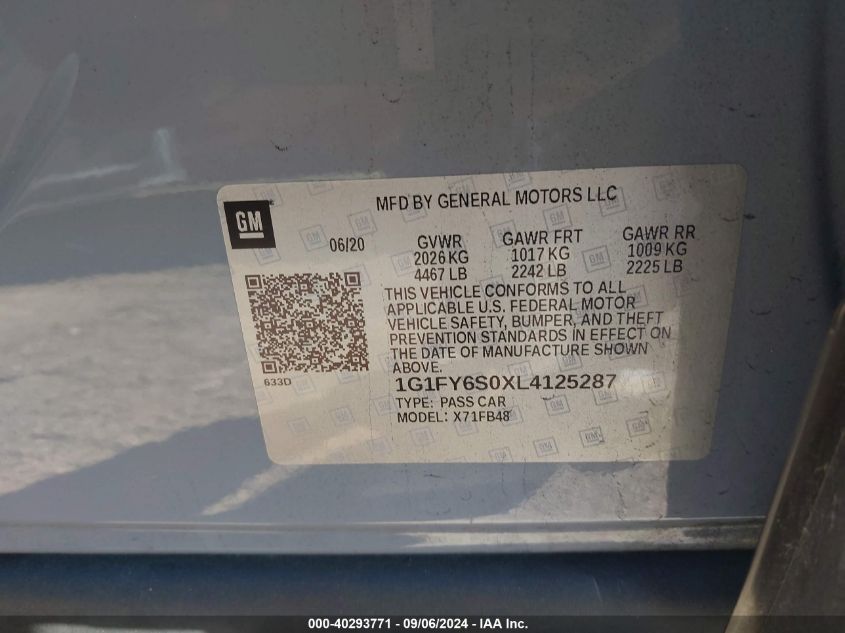 MFD BY GENERAL MOTORS LLC
GM
06/20
GVWR
2026 KG
4467 LB
GAWR FRT
1017 KG
2242 LB
GAWR RR
1009 KG
2225 LB
THIS VEHICLE CONFORMS TO ALL
APPLICABLE U.S. FEDERAL MOTOR
VEHICLE SAFETY, BUMPER, AND THEFT
PREVENTION STANDARDS IN EFFECT ON
THE DATE OF MANUFACTURE SHOWN
ABOVE.
633D
1G1FY6S0XL4125287
TYPE: PASS CAR
MODEL: X71FB48
000-40293771 - 09/06/2024 - IAA Inc.